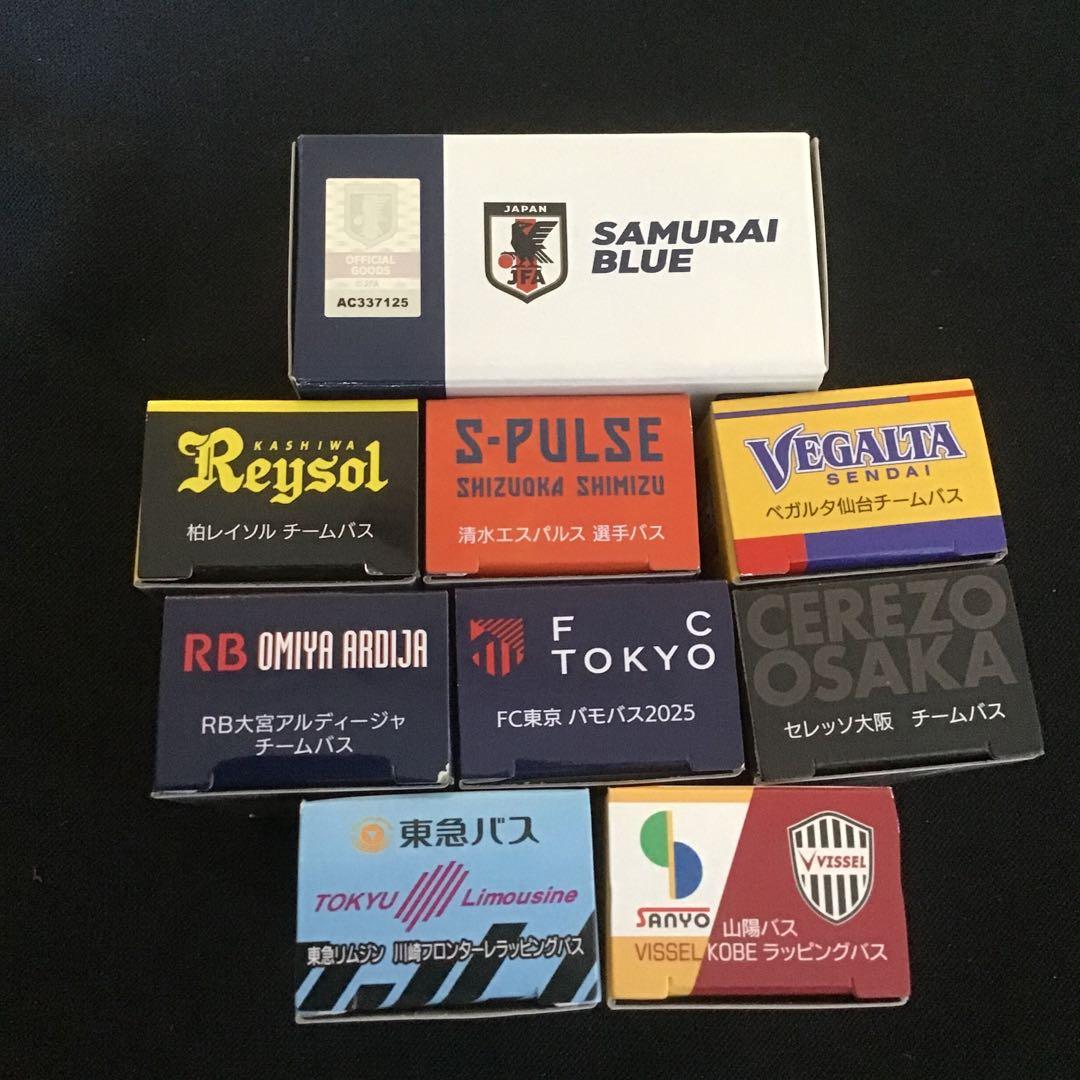 OFFICIAL
GOODS
©JFA
AC337125
JAPAN
JFA
SAMURAI
BLUE
KASHIWA
Reysol
柏レイソル チームバス
S-PULSE
SHIZUOKA SHIMIZU
清水エスパルス 選手バス
VEGALTA
SENDAI
ベガルタ仙台チームバス
RB OMIYA ARDIJA
RB大宮アルディージャ
チームバス
F C
TOKYO
FC東京 バモバス2025
CEREZO
OSAKA
セレッソ大阪 チームバス
東急バス
TOKYU Limousine
東急リムジン 川崎フロンターレラッピングバス
SANYO
VISSEL
山陽バス
VISSEL KOBE ラッピングバス